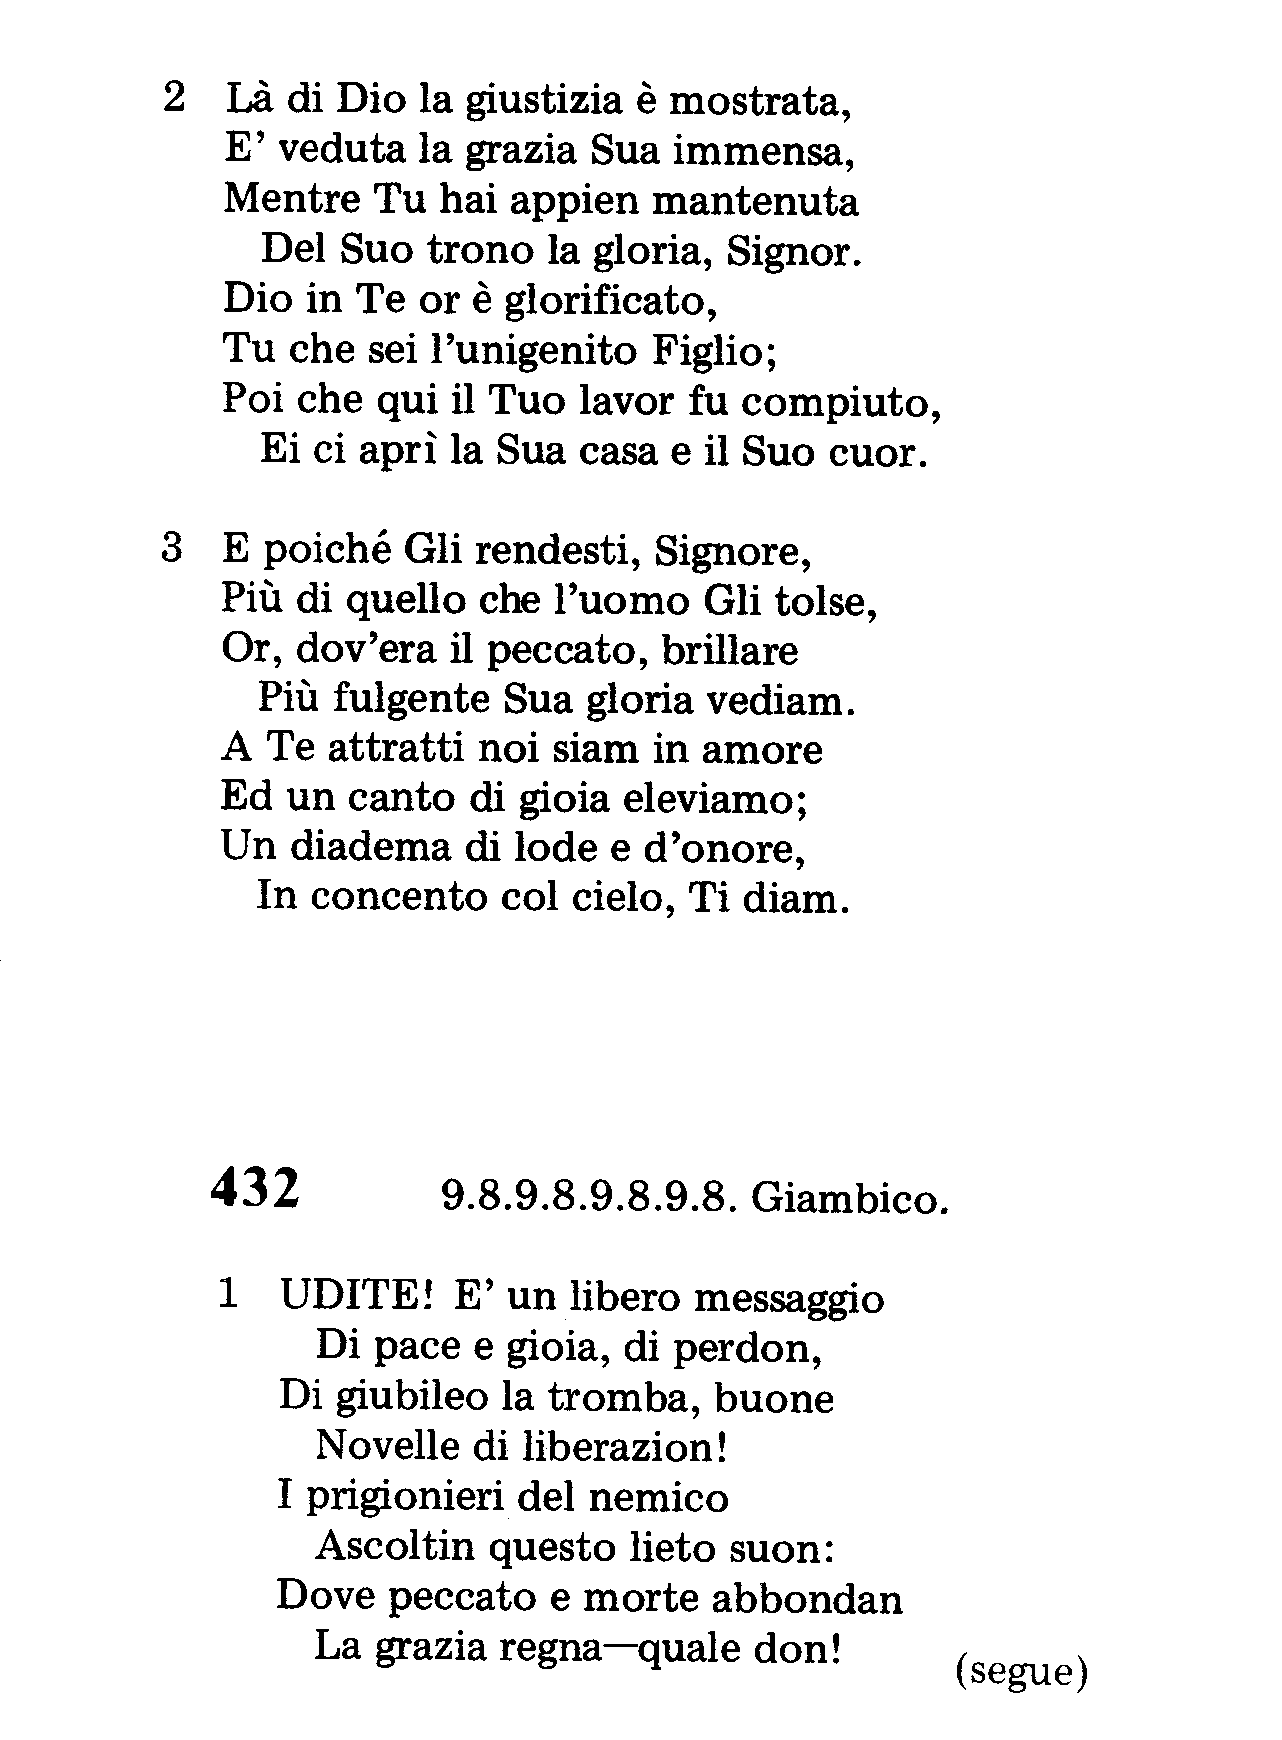 2 Là di Dio la giustizia è mostrata,
E’ veduta la grazia Sua immensa,
Mentre Tu hai appien mantenuta
Del Suo trono la gloria, Signor.
Dio in Te or è glorificato,
Tu che sei l’unigenito Figlio;
Poi che qui il Tuo lavor fu compiuto,
Ei ci aprì la Sua casa e il Suo cuor.
3 E poiché Gli rendesti, Signore,
Più di quello che l’uomo Gli tolse,
Or, dov’era il peccato, brillare
Più fulgente Sua gloria vediam.
A Te attratti noi siam in amore
Ed un canto di gioia eleviamo;
Un diadema di lode e d’onore,
In concento col cielo, Ti diam.
432 9.8.9.8.9.8.9.8. Giambico.
1 UDITE! E’ un libero messaggio
Di pace e gioia, di perdon,
Di giubileo la tromba, buone
Novelle di liberazion!
I prigionieri del nemico
Ascoltin questo lieto suon:
Dove peccato e morte abbondan
La grazia regna—quale don!
(segue)